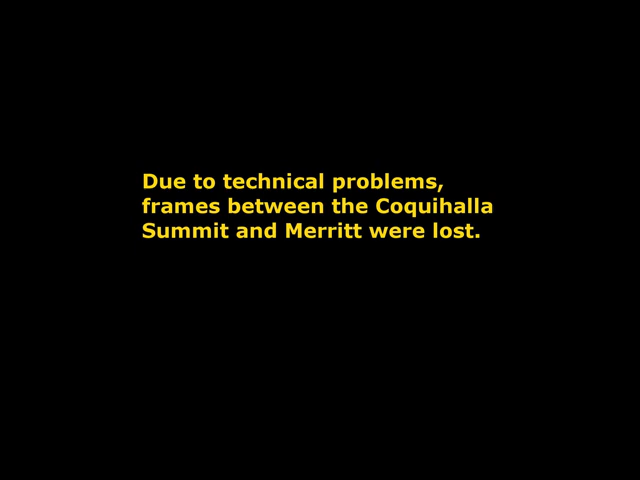 Due to technical problems,
frames between the Coquihalla
Summit and Merritt were lost.